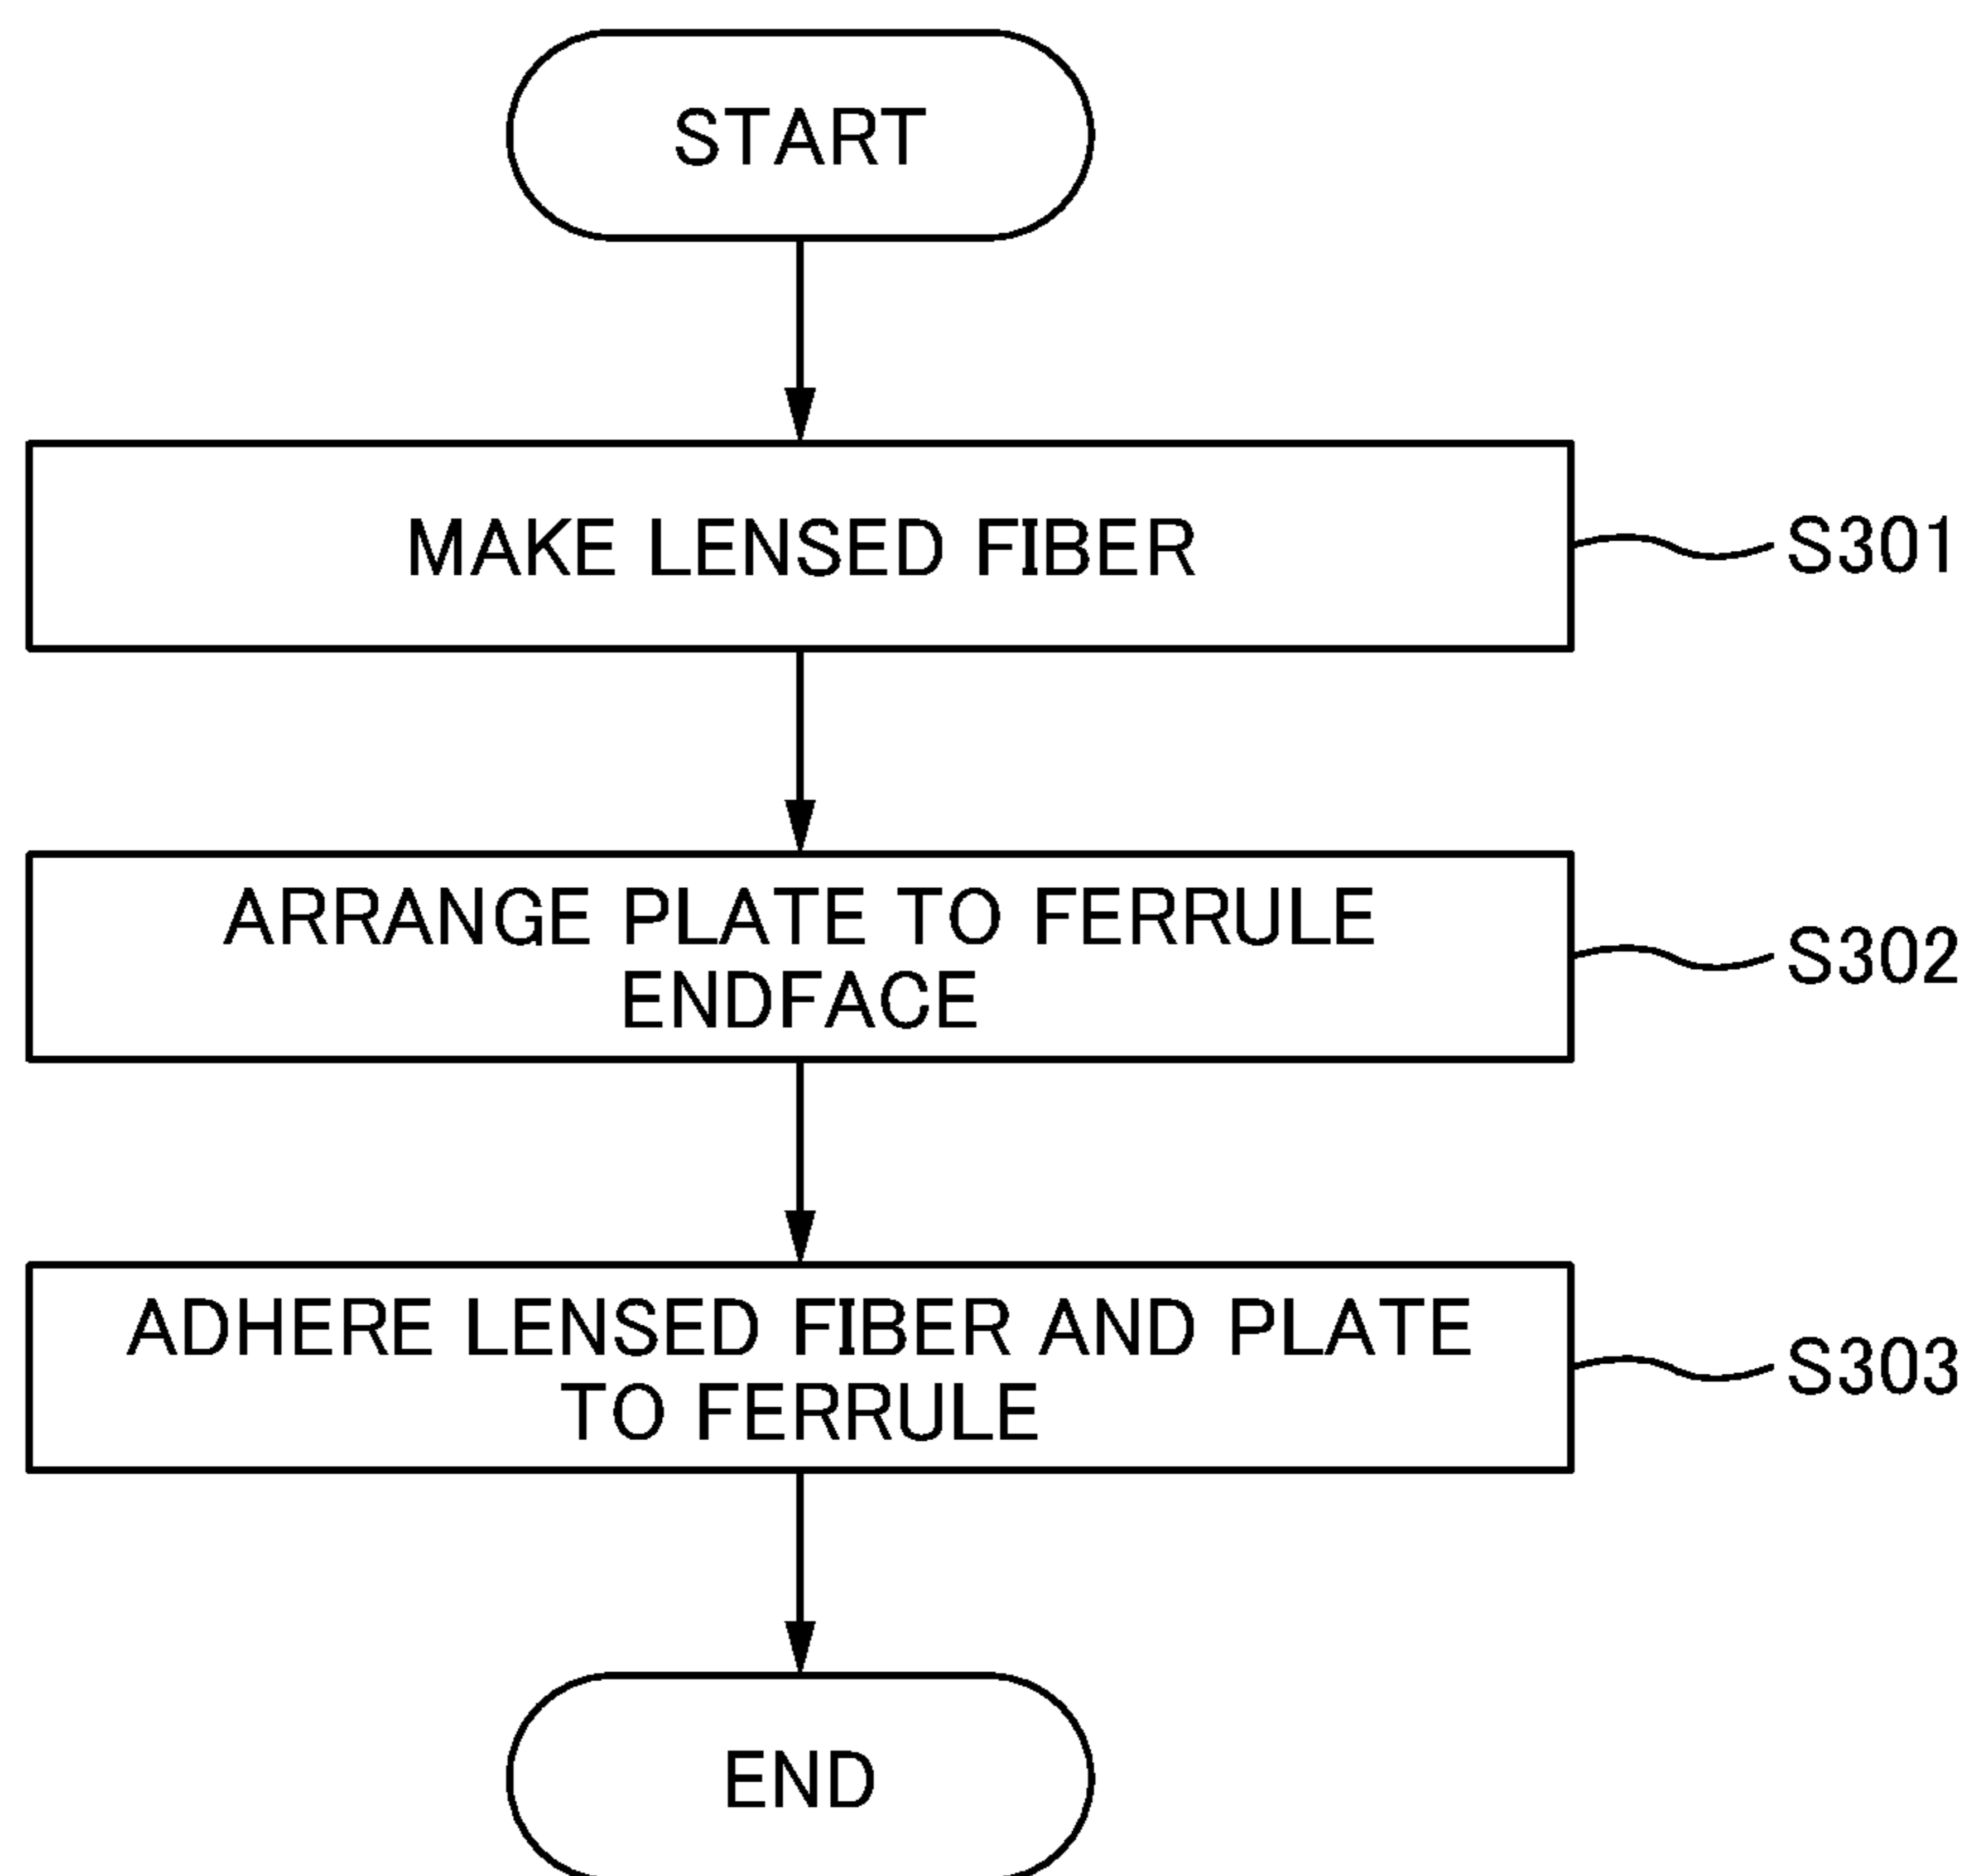 START
MAKE LENSED FIBER
S301
ARRANGE PLATE TO FERRULE
ENDFACE
S302
ADHERE LENSED FIBER AND PLATE
TO FERRULE
S303
END